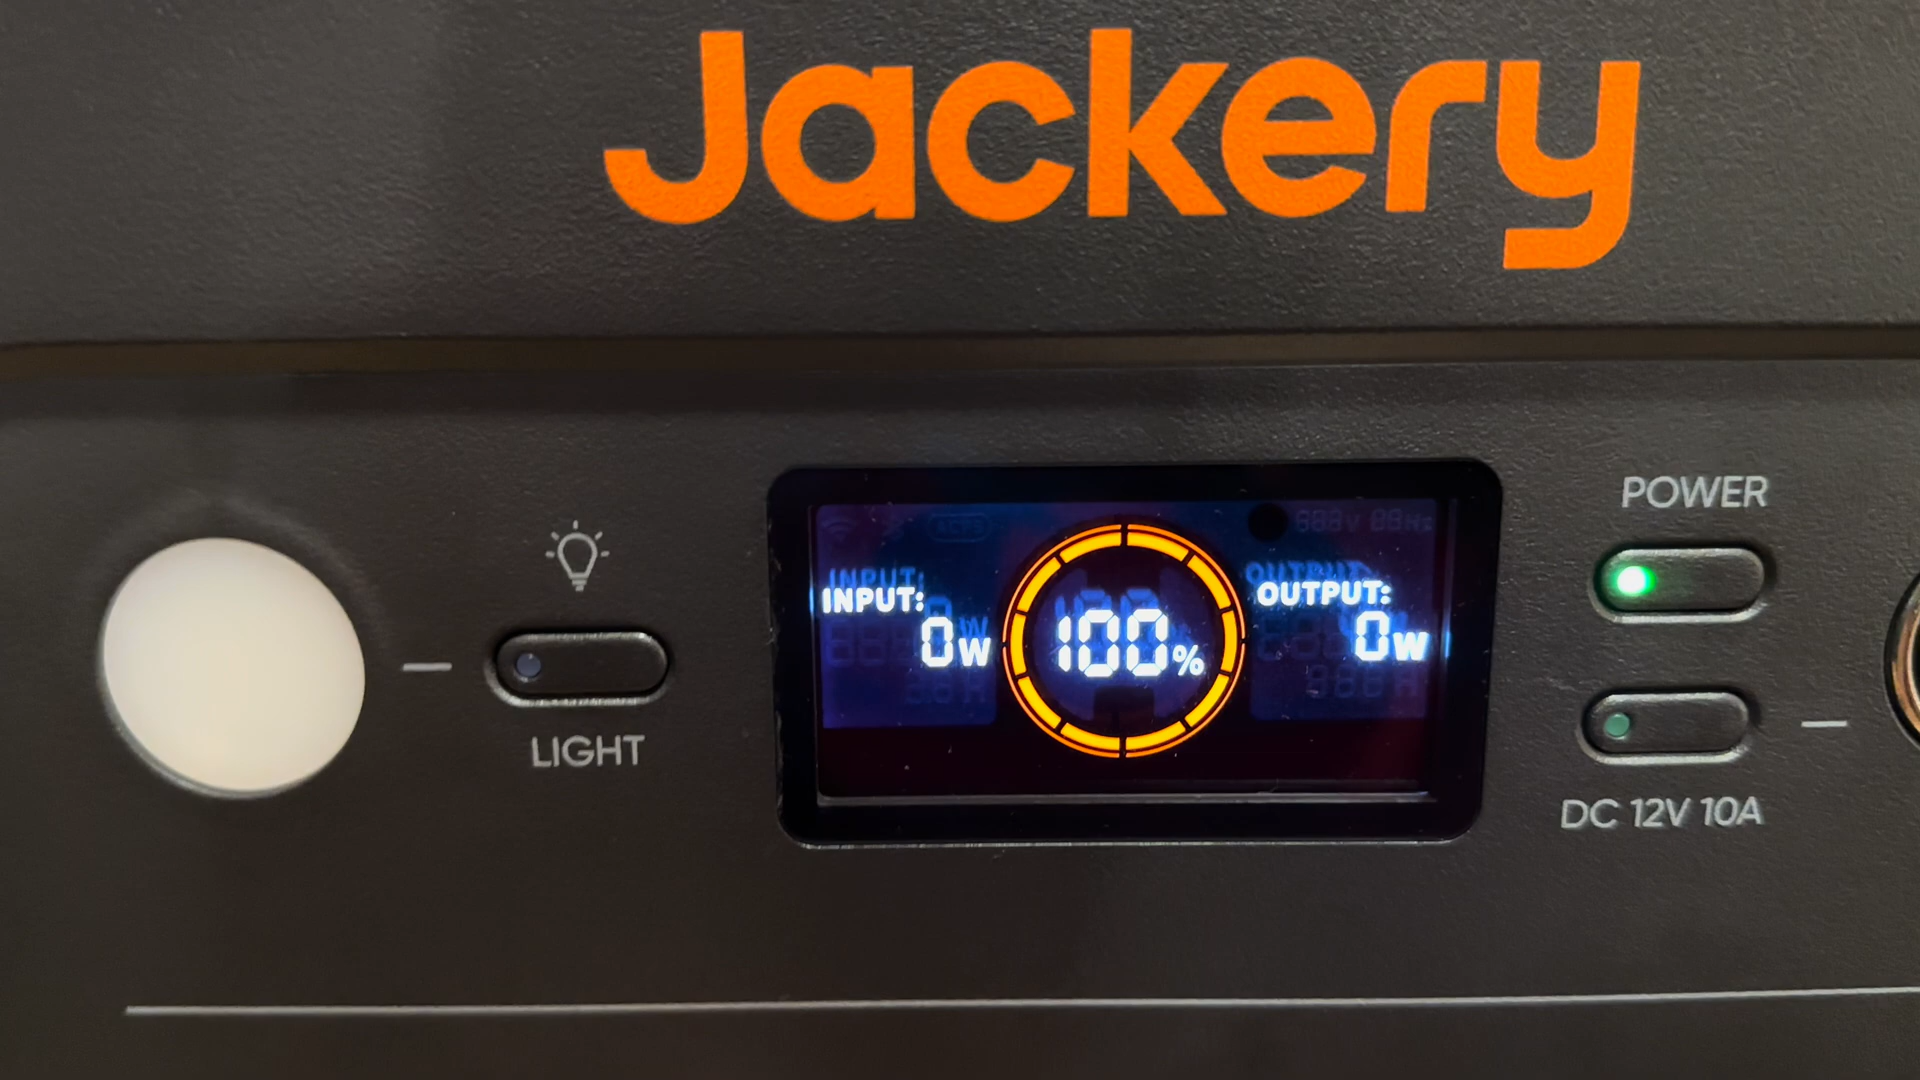 Jackery
LIGHT
INPUT:
0W
100%
OUTPUT:
0W
POWER
DC 12V 10A